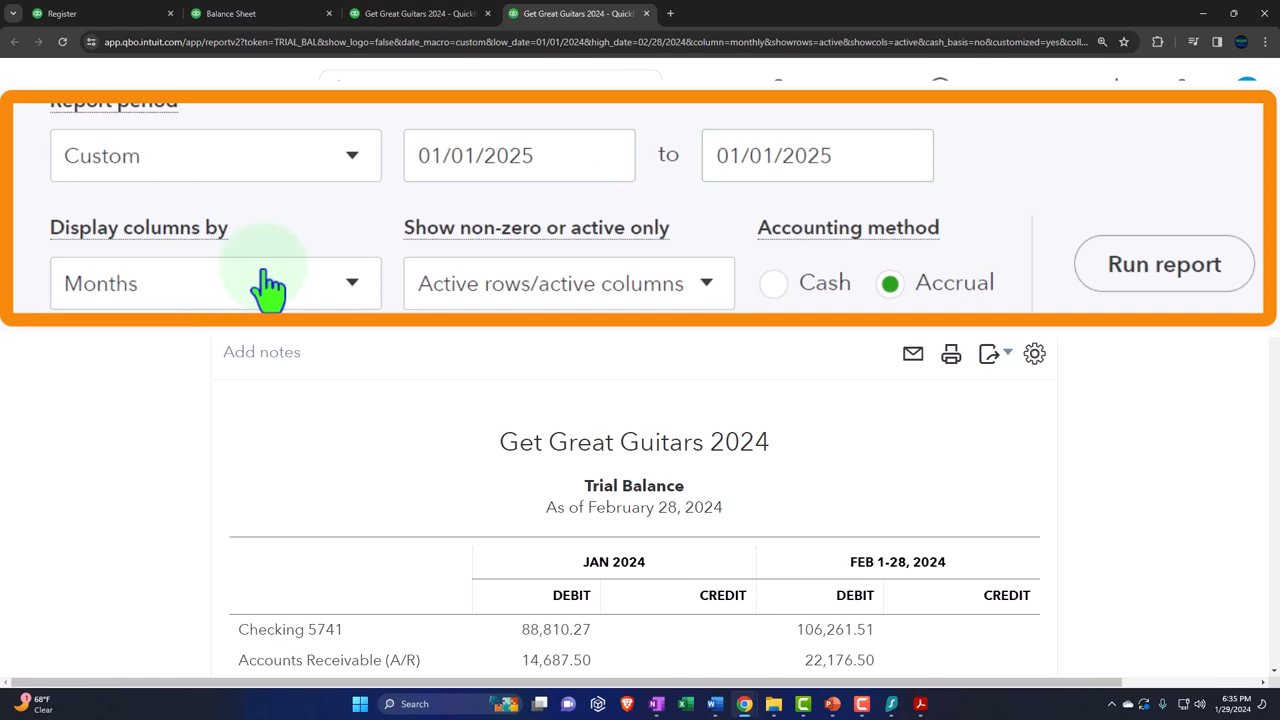 Register
Balance Sheet
Get Great Guitars 2024 - Quick
Get Great Guitars 2024 - Quick
app.qbo.intuit.com/app/reportv2?token=TRIAL_BAL&show_logo=false&date_macro=custom&low_date=01/01/2024&high_date=02/28/2024&column=monthly&showrows=active&showcols=active&cash_basis=no&customized=yes&coll...
Report period
Custom 01/01/2025 to 01/01/2025
Display columns by Show non-zero or active only Accounting method
Months Active rows/active columns Cash Accrual Run report
Add notes
Get Great Guitars 2024
Trial Balance
As of February 28, 2024
JAN 2024 FEB 1-28, 2024
DEBIT CREDIT DEBIT CREDIT
Checking 5741 88,810.27 106,261.51
Accounts Receivable (A/R) 14,687.50 22,176.50
68°F
Clear
Search
6:35 PM
1/29/2024